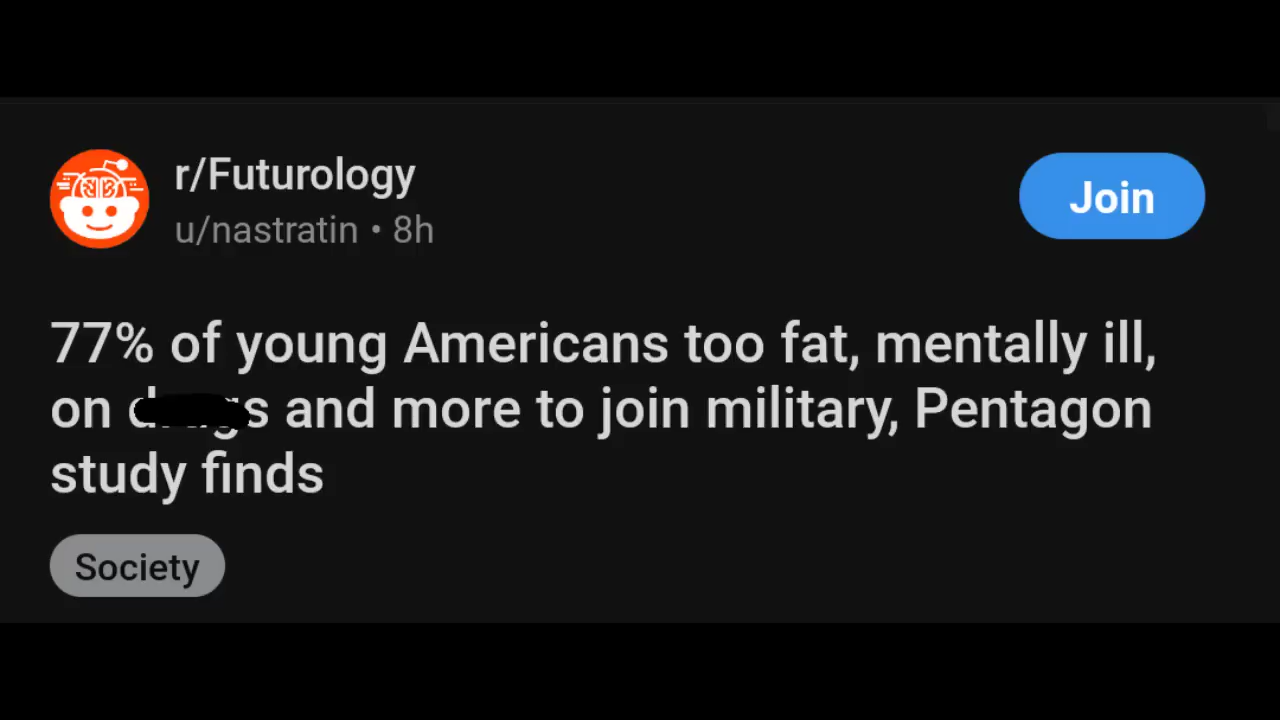 r/Futurology
u/nastratin • 8h
Join
77% of young Americans too fat, mentally ill,
on and more to join military, Pentagon
study finds
Society